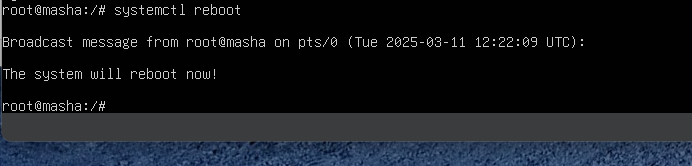 root@masha:/# systemctl reboot
Broadcast message from root@masha on pts/0 (Tue 2025-03-11 12:22:09 UTC):
The system will reboot now!
root@masha:/#